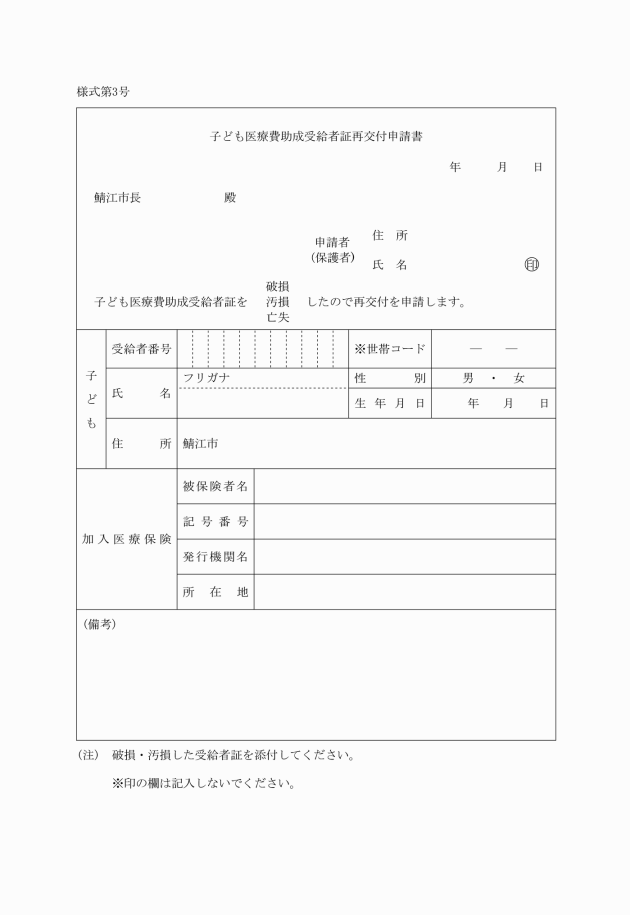 様式第3号
子ども医療費助成受給者証再交付申請書
年 月 日
鯖江市長 殿
申請者 住 所
(保護者)
氏 名 ㊞
破損
子ども医療費助成受給者証を 汚損 したので再交付を申請します。
亡失
子ども
受給者番号 ※世帯コード ― ―
氏 名 フリガナ 性 別 男 ・ 女
生 年 月 日 年 月 日
住 所 鯖江市
加入医療保険
被保険者名
記号番号
発行機関名
所 在 地
(備考)
(注) 破損・汚損した受給者証を添付してください。
※印の欄は記入しないでください。